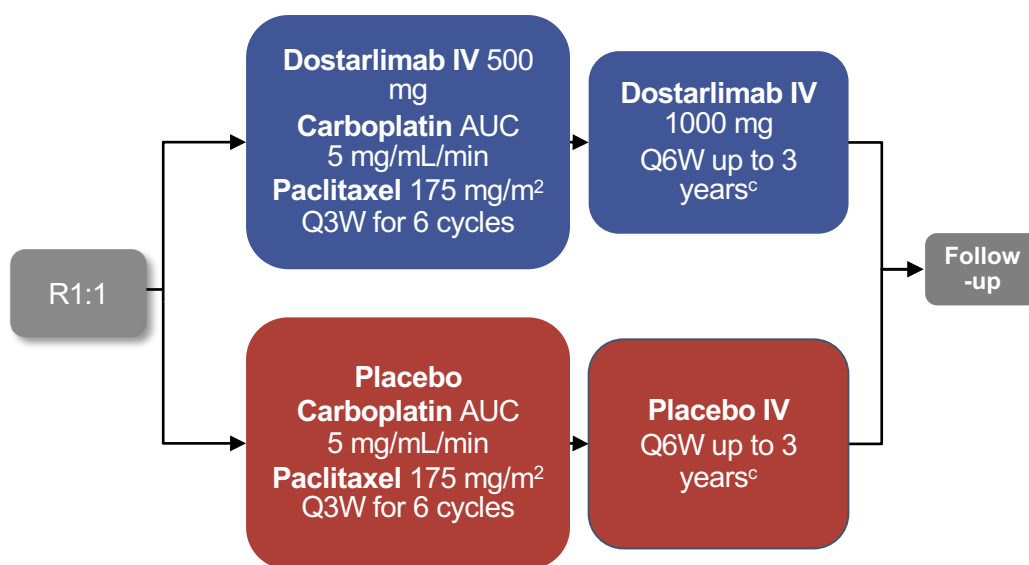 R1:1
Dostarlimab IV 500
mg
Carboplatin AUC
5 mg/mL/min
Paclitaxel 175 mg/m²
Q3W for 6 cycles
Dostarlimab IV
1000 mg
Q6W up to 3
yearsᶜ
Placebo
Carboplatin AUC
5 mg/mL/min
Paclitaxel 175 mg/m²
Q3W for 6 cycles
Placebo IV
Q6W up to 3
yearsᶜ
Follow
-up